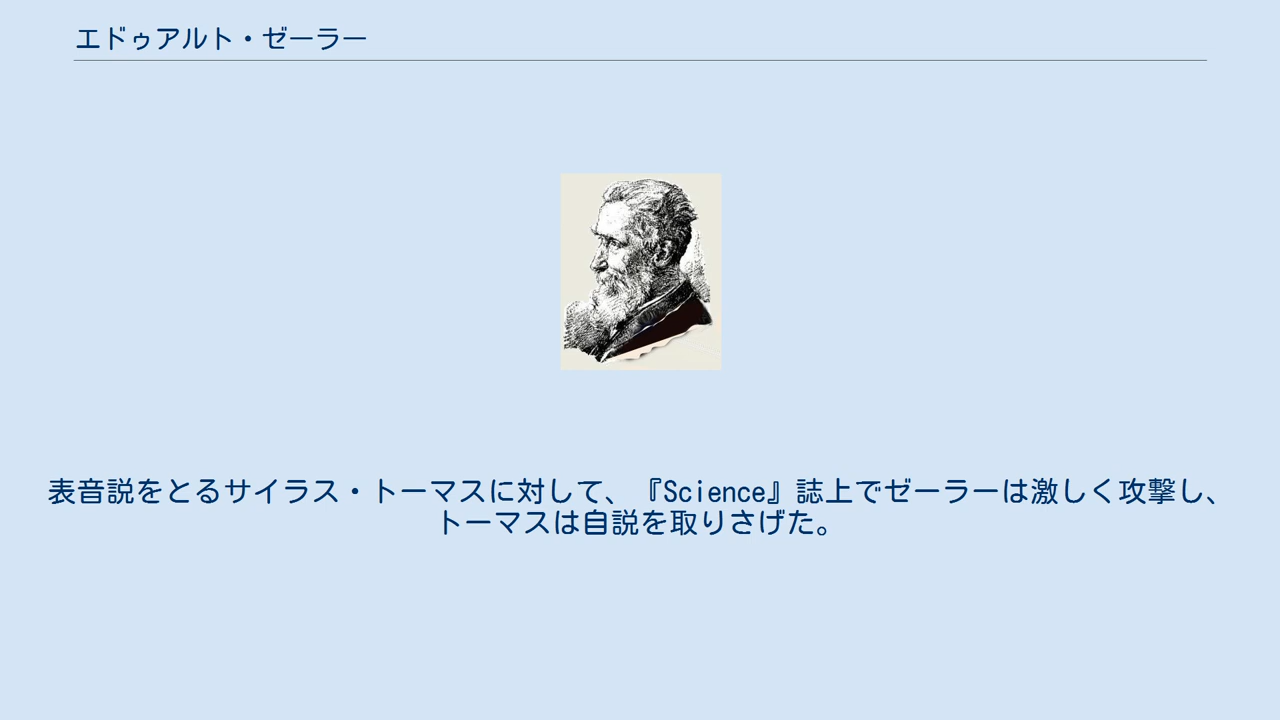 エドゥアルト・ゼーラー
表音説をとるサイラス・トーマスに対して、『Science』誌上でゼーラーは激しく攻撃し、
トーマスは自説を取りさげた。